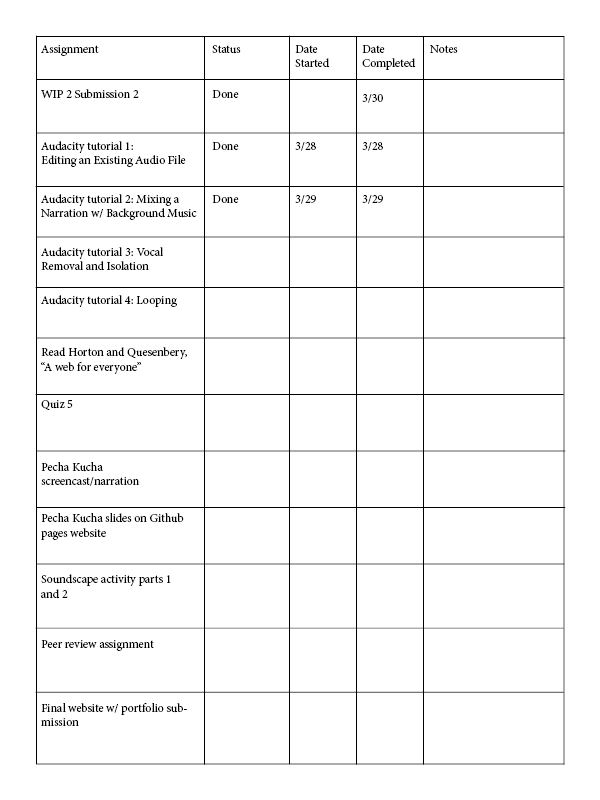 Assignment Status Date Started Date Completed Notes
WIP 2 Submission 2 Done 3/30
Audacity tutorial 1: Done 3/28 3/28
Editing an Existing Audio File
Audacity tutorial 2: Mixing a Done 3/29 3/29
Narration w/ Background Music
Audacity tutorial 3: Vocal
Removal and Isolation
Audacity tutorial 4: Looping
Read Horton and Quesenbery,
“A web for everyone”
Quiz 5
Pecha Kucha
screencast/narration
Pecha Kucha slides on Github
pages website
Soundscape activity parts 1
and 2
Peer review assignment
Final website w/ portfolio sub-
mission